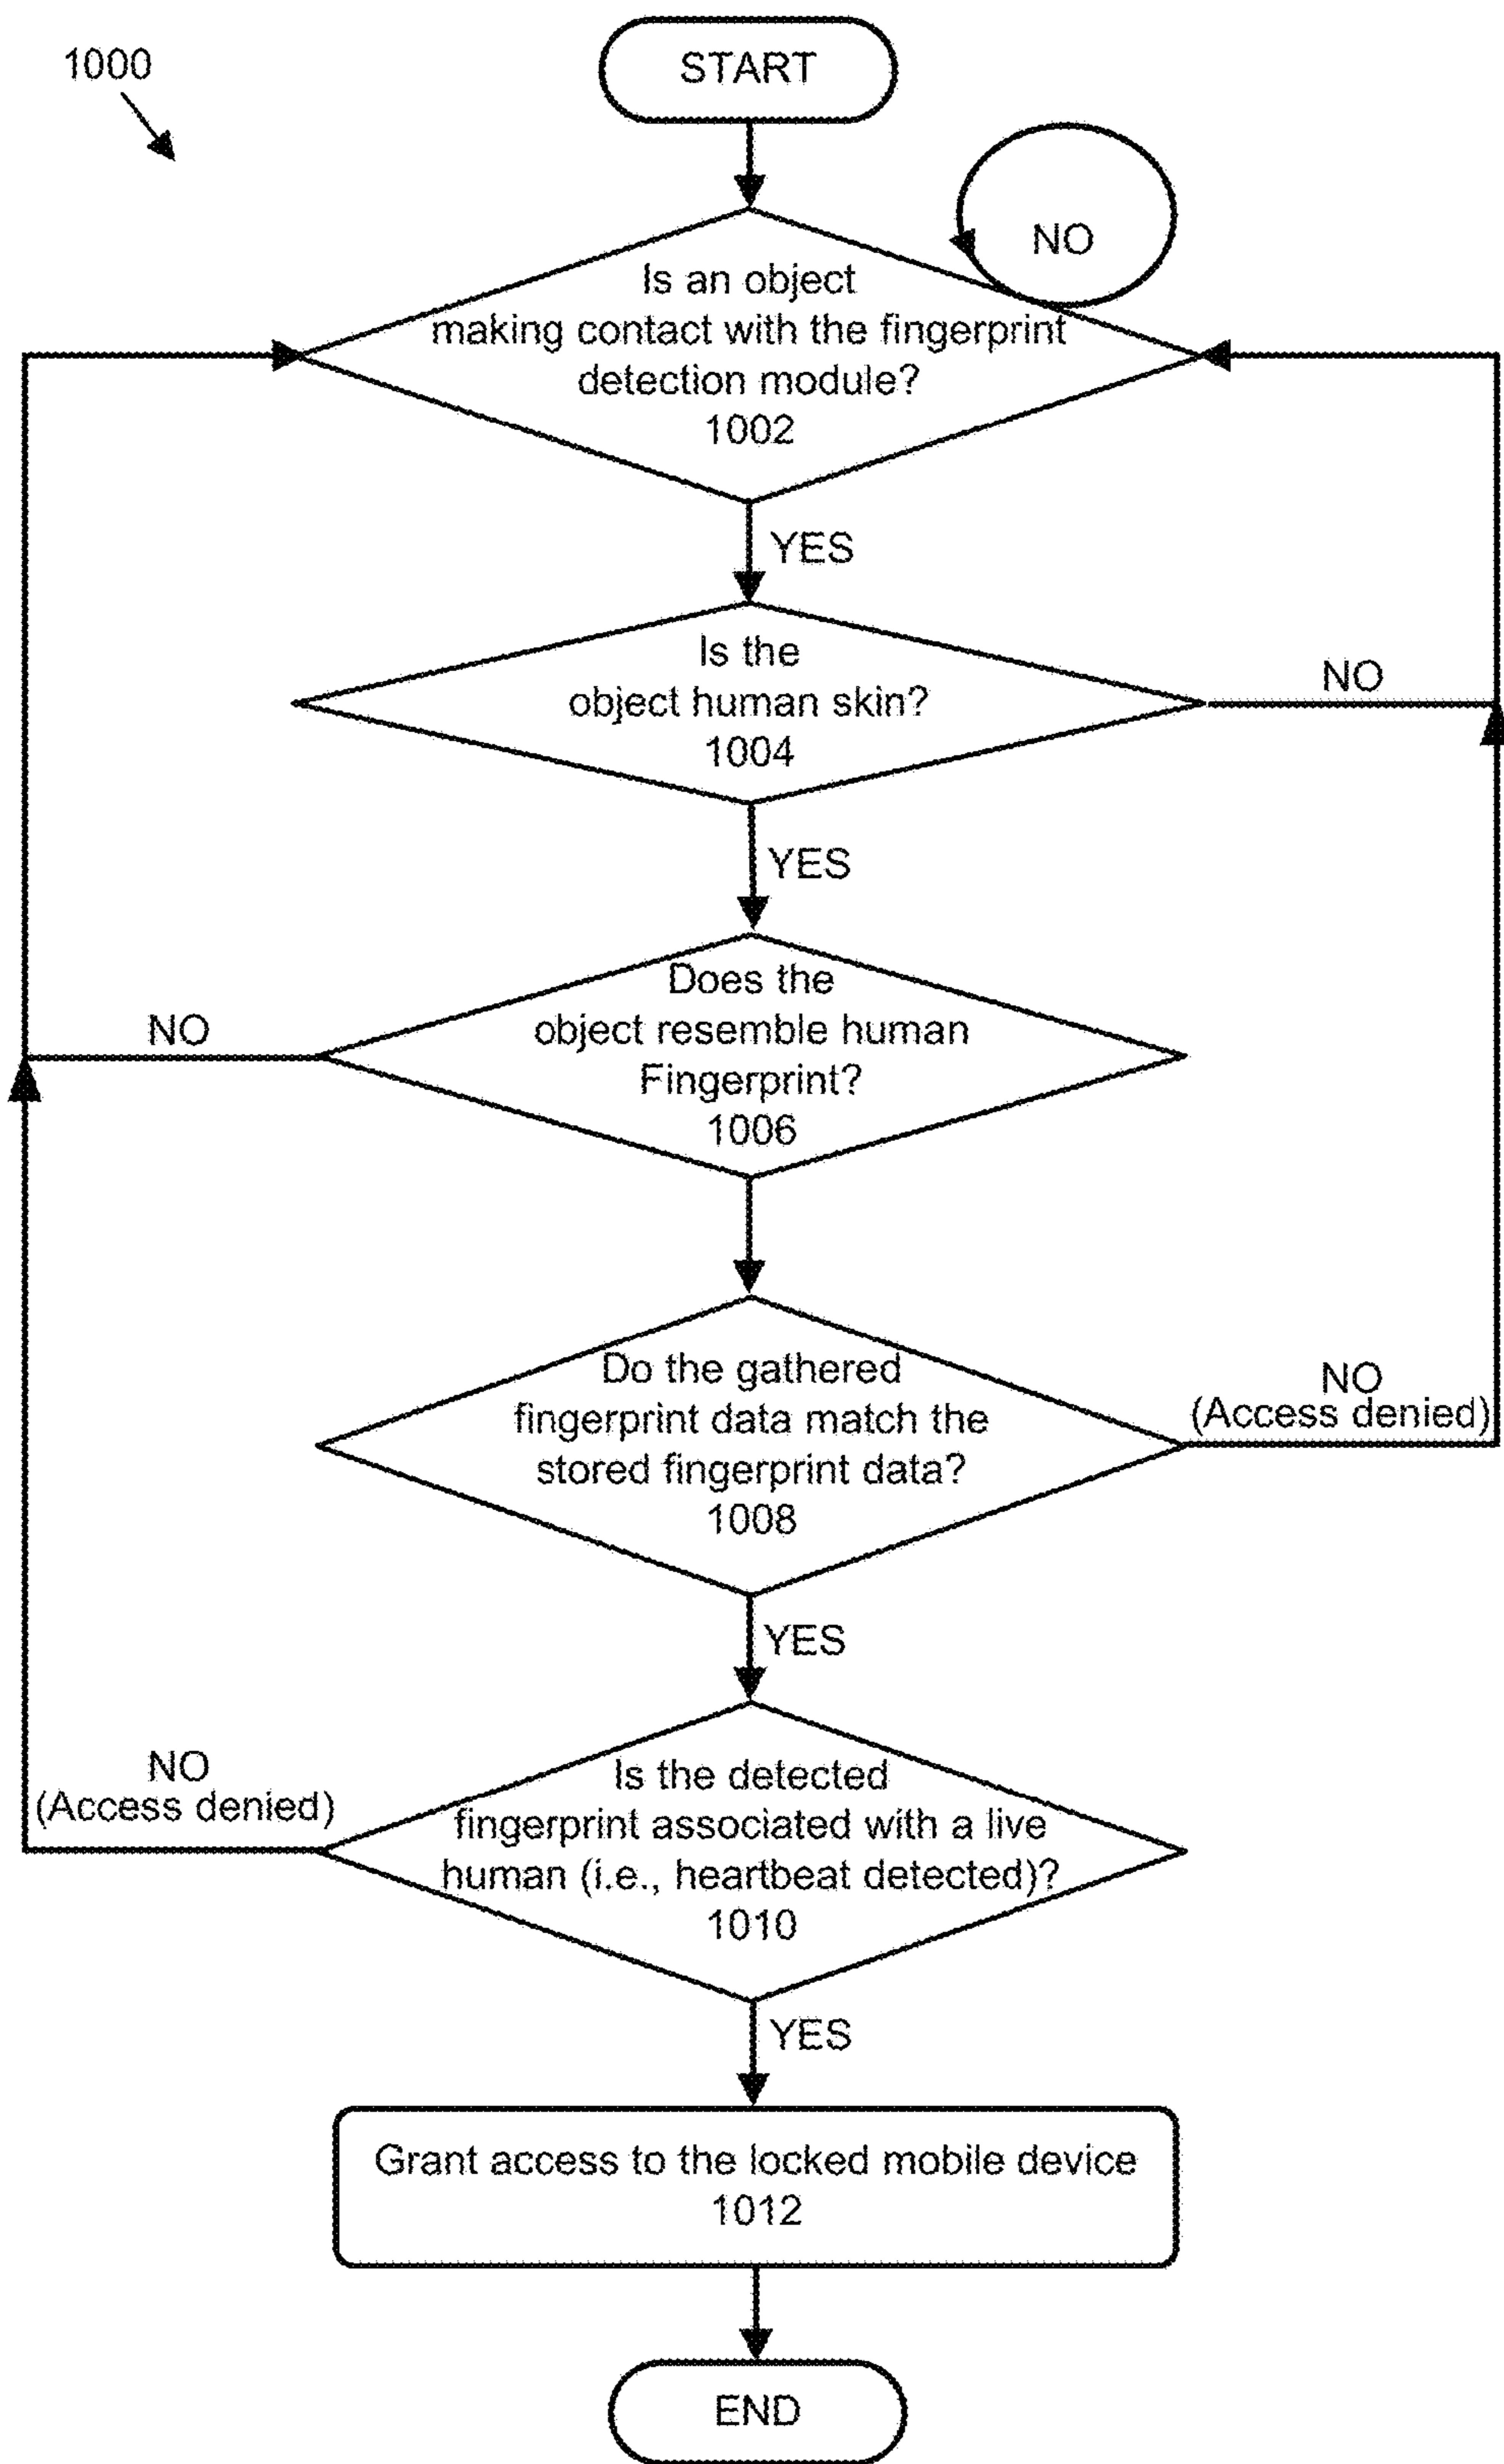 1000
START
NO
Is an object
making contact with the fingerprint
detection module?
1002
YES
Is the
object human skin?
1004
NO
YES
Does the
object resemble human
Fingerprint?
1006
NO
Do the gathered
fingerprint data match the
stored fingerprint data?
1008
NO
(Access denied)
YES
Is the detected
fingerprint associated with a live
human (i.e., heartbeat detected)?
1010
NO
(Access denied)
YES
Grant access to the locked mobile device
1012
END